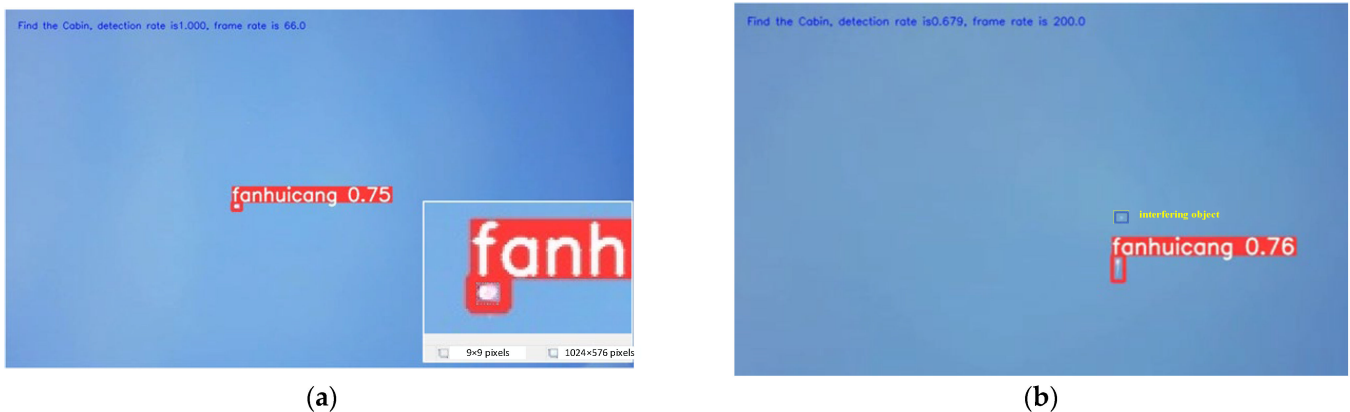 Find the Cabin, detection rate is1.000, frame rate is 66.0
fanhuicang 0.75
fanh
9×9 pixels 1024×576 pixels
(a)
Find the Cabin, detection rate is0.679, frame rate is 200.0
interfering object
fanhuicang 0.76
(b)